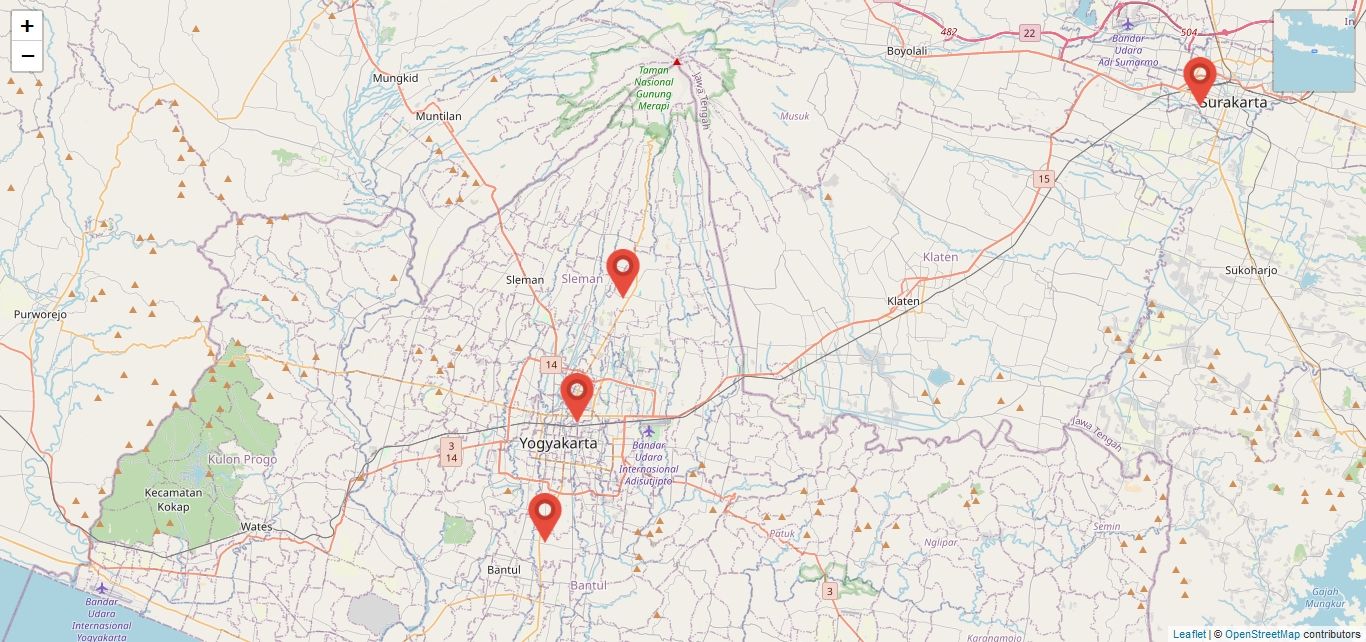 +
−
Mungkid
Muntilan
Taman
Nasional
Gunung
Merapi
Jawa Tengah
Musuk
Boyolali
482
22
504
Bandar
Udara
Adi Sumarmo
In
Surakarta
15
Klaten
Klaten
Sukoharjo
Sleman
Sleman
Purworejo
14
Yogyakarta
3
14
Bandar
Udara
Internasional
Adisutjipto
Jawa Tengah
Kulon Progo
Kecamatan
Kokap
Wates
Semin
Patuk
Nglipar
Bantul
Bantul
3
Bandar
Udara
Internasional
Yogyakarta
Gajah
Mungkur
Karangmojo
Leaflet | © OpenStreetMap contributors